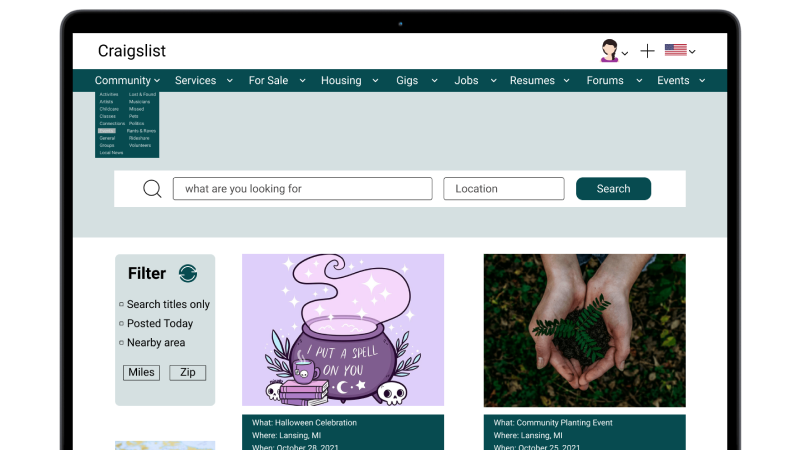 Craigslist
Community Services For Sale Housing Gigs Jobs Resumes Forums Events
Activities Lost & Found
Artists Musicians
Childcare Missed
Classes Pets
Connections Politics
Events Rants & Raves
General Rideshare
Groups Volunteers
Local News
what are you looking for Location Search
Filter
Search titles only
Posted Today
Nearby area
Miles Zip
I PUT A SPELL
ON YOU
What: Halloween Celebration
Where: Lansing, MI
When: October 28, 2021
What: Community Planting Event
Where: Lansing, MI
When: October 25, 2021